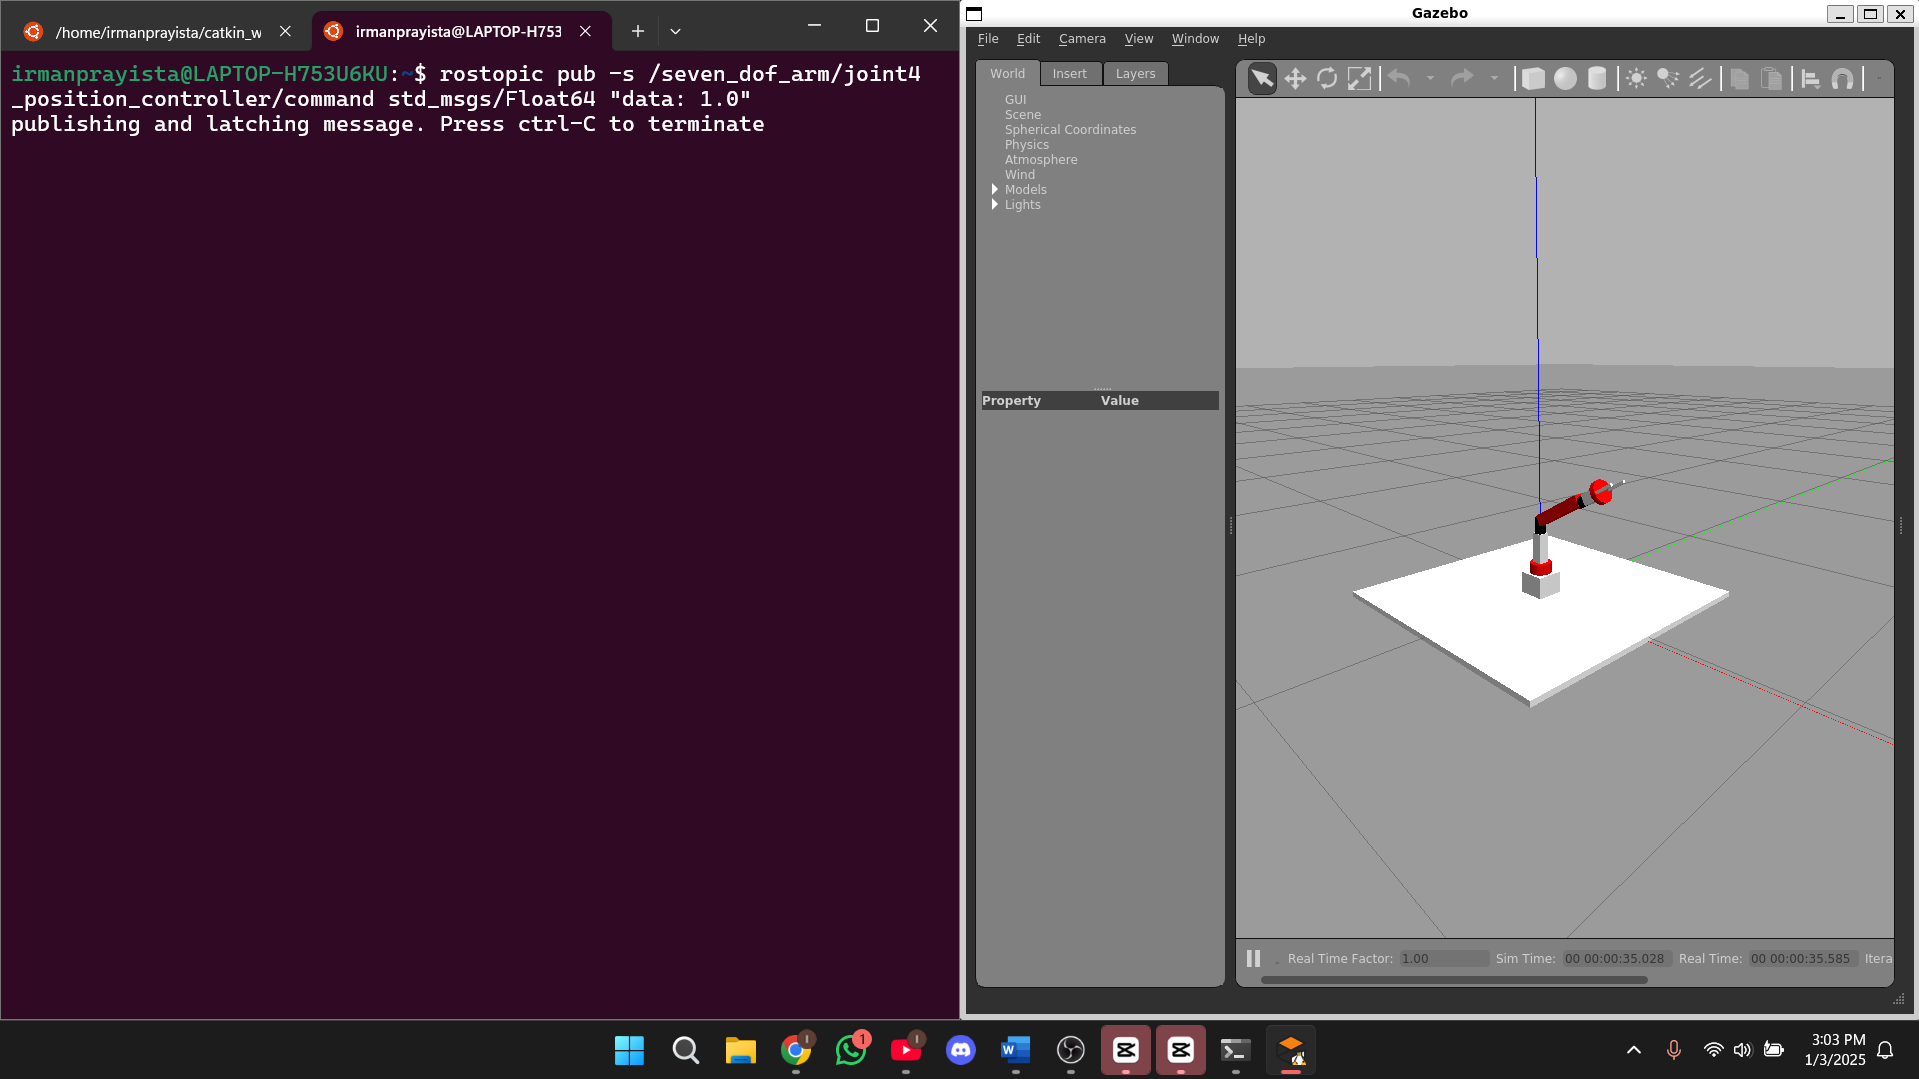 /home/irmanprayista/catkin_w
irmanprayista@LAPTOP-H753
irmanprayista@LAPTOP-H753U6KU:~$ rostopic pub -s /seven_dof_arm/joint4
_position_controller/command std_msgs/Float64 "data: 1.0"
publishing and latching message. Press ctrl-C to terminate
Gazebo
File Edit Camera View Window Help
World Insert Layers
GUI
Scene
Spherical Coordinates
Physics
Atmosphere
Wind
Models
Lights
Property Value
Real Time Factor: 1.00 Sim Time: 00 00:00:35.028 Real Time: 00 00:00:35.585 Itera
I
1
I
W
3:03 PM
1/3/2025